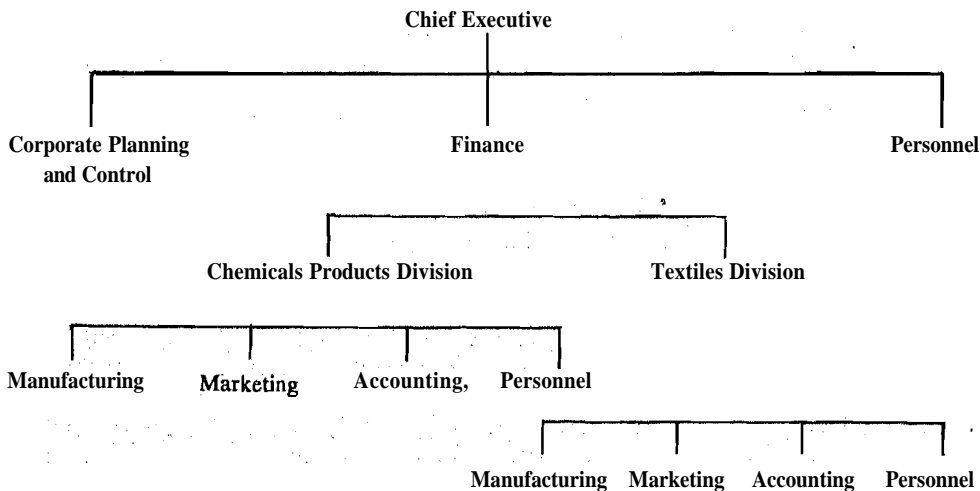 Chief Executive
Corporate Planning
and Control
Finance
Personnel
Chemicals Products Division
Textiles Division
Manufacturing Marketing Accounting, Personnel
Manufacturing Marketing Accounting Personnel